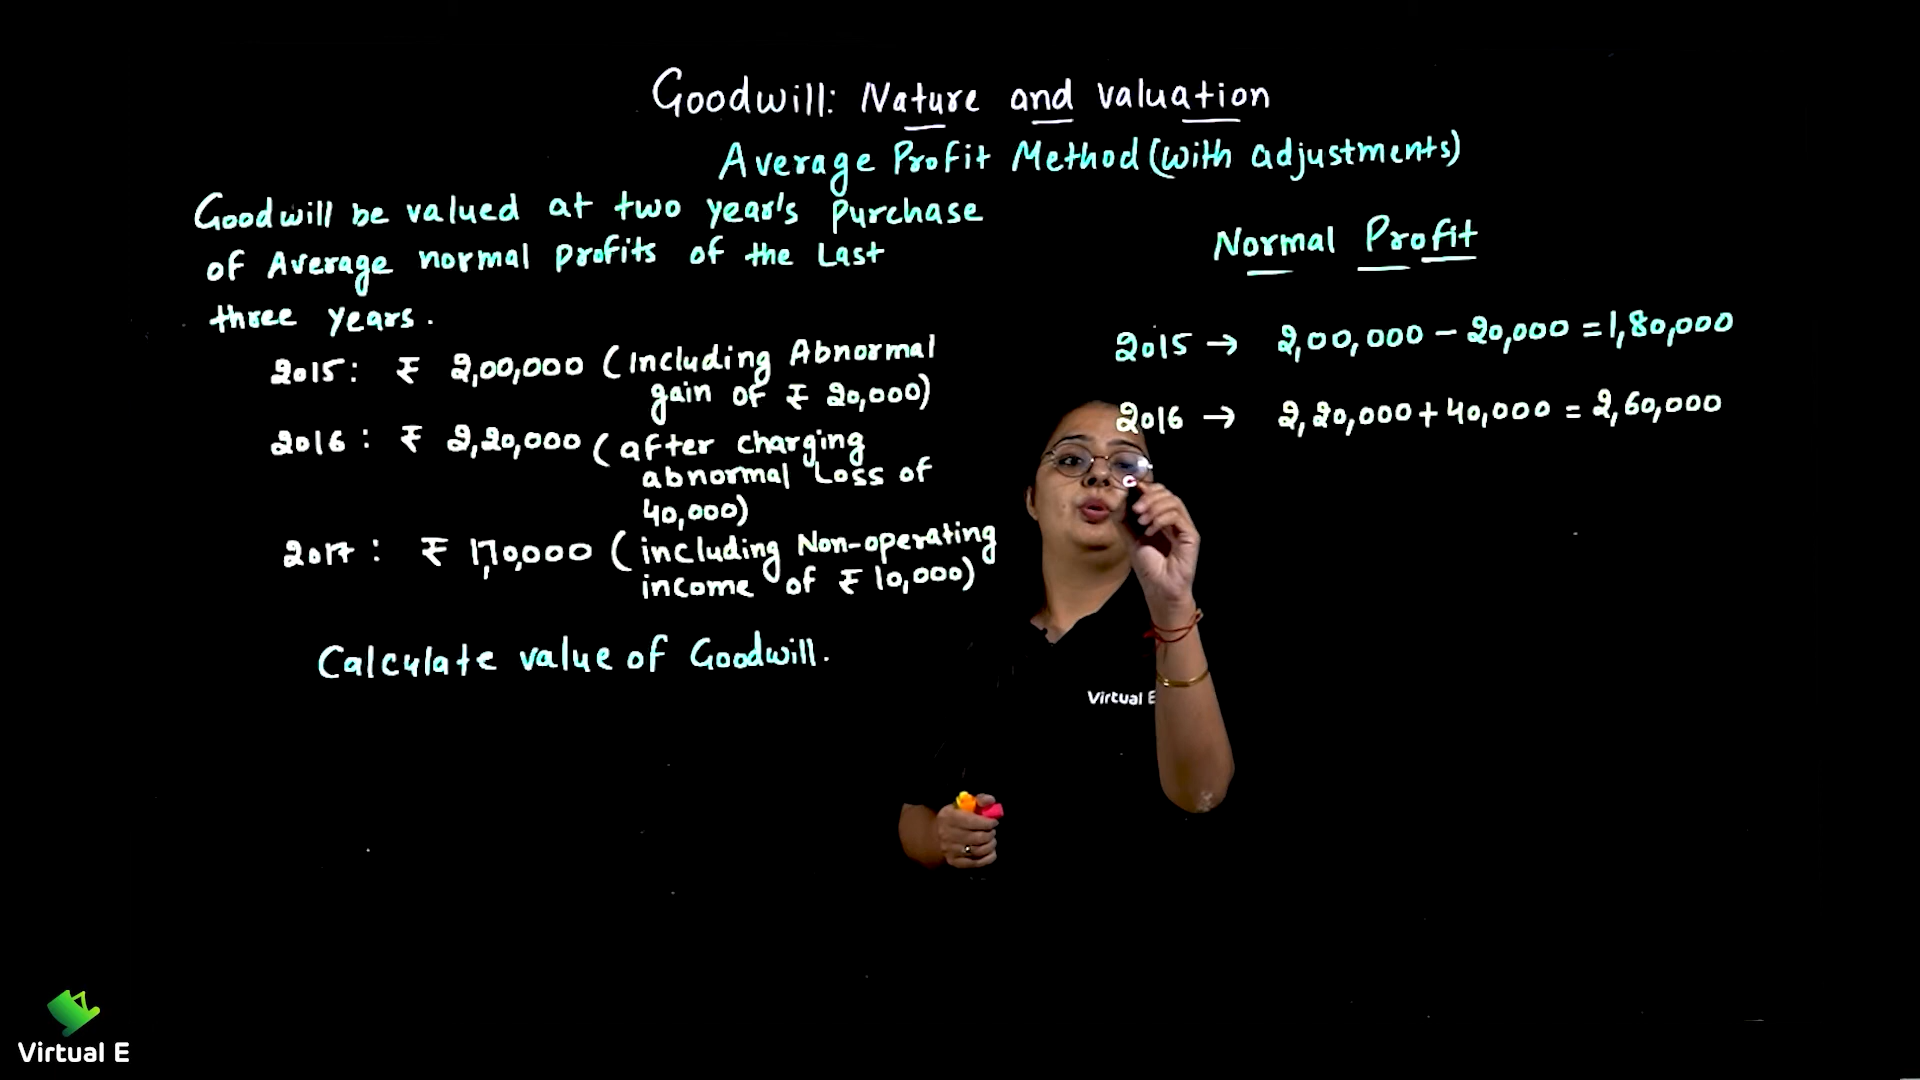 Goodwill: Nature and valuation
Average Profit Method (with adjustments)
Goodwill be valued at two year's purchase
of Average normal profits of the Last
three years.
2015: ₹ 2,00,000 (Including Abnormal
gain of ₹ 20,000)
2016: ₹ 2,20,000 (after charging
abnormal Loss of
40,000)
2017: ₹ 1,70,000 (including Non-operating
income of ₹ 10,000)
Calculate value of Goodwill.
Normal Profit
2015 → 2,00,000 – 20,000 = 1,80,000
2016 → 2,20,000 + 40,000 = 2,60,000
Virtual E
Virtual E